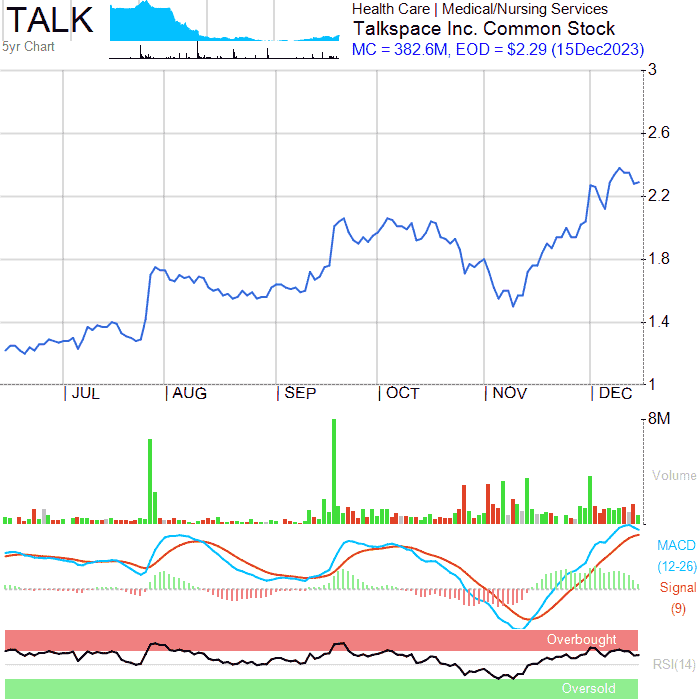 TALK
5yr Chart
Health Care | Medical/Nursing Services
Talkspace Inc. Common Stock
MC = 382.6M, EOD = $2.29 (15Dec2023)
3
2.6
2.2
1.8
1.4
1
JUL AUG SEP OCT NOV DEC
8M
Volume
MACD
(12-26)
Signal
(9)
Overbought
RSI(14)
Oversold